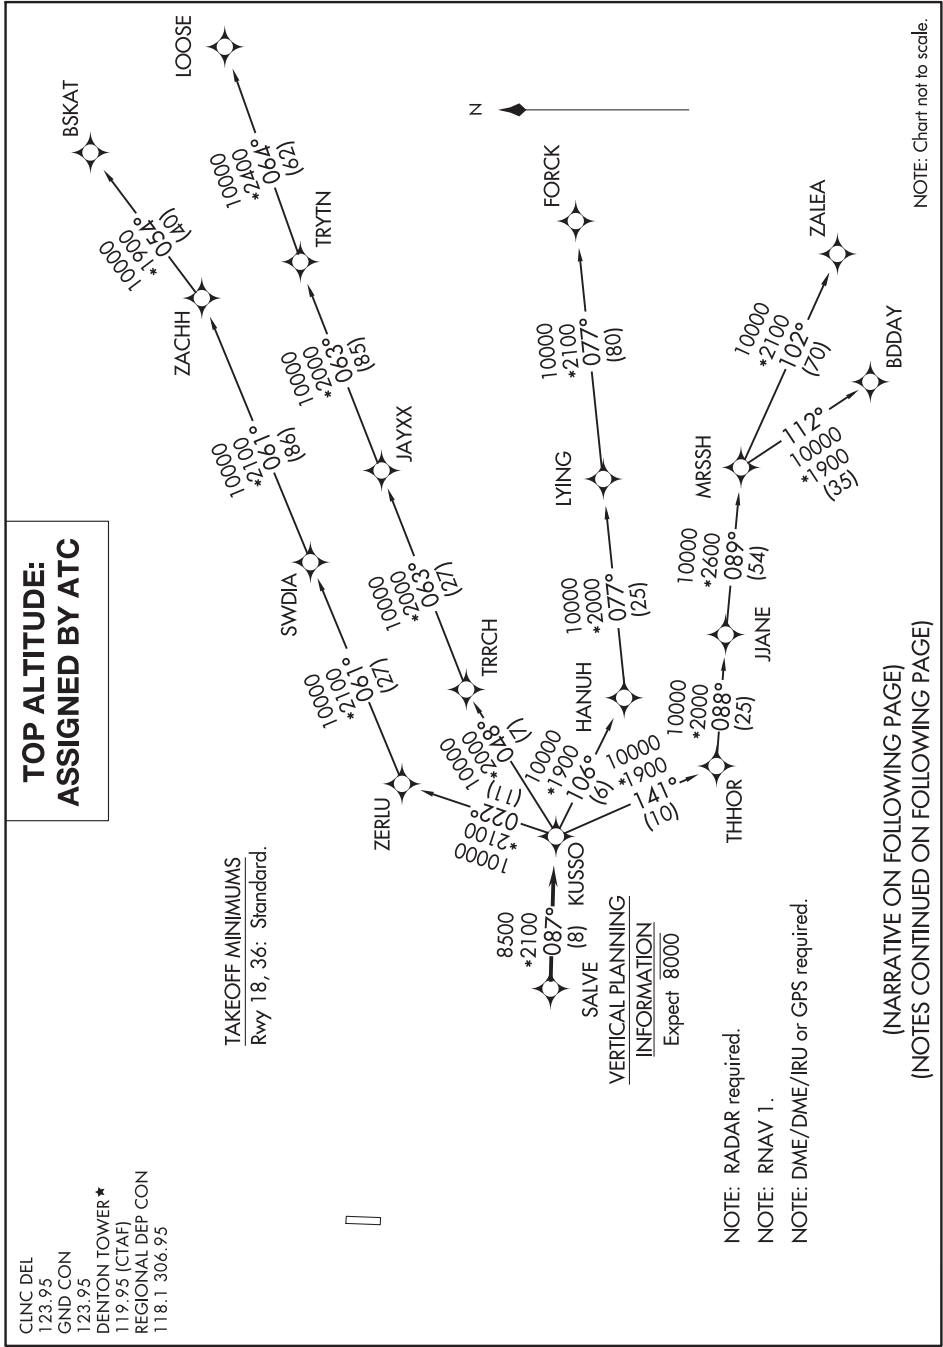 CLNC DEL
123.95
GND CON
123.95
DENTON TOWER★
119.95 (CTAF)
REGIONAL DEP CON
118.1 306.95
TOP ALTITUDE:
ASSIGNED BY ATC
TAKEOFF MINIMUMS
Rwy 18, 36: Standard.
SALVE
VERTICAL PLANNING
INFORMATION
Expect 8000
8500
*2100
087°
(8)
KUSSO
10000
*2100
022°
(11)
ZERLU
10000
*2100
061°
(27)
SWDIA
10000
*2100
061°
(86)
ZACHH
10000
*1900
054°
(40)
BSKAT
10000
*2000
048°
(7)
TRRCH
10000
*2000
063°
(27)
JAYXX
10000
*2000
063°
(85)
TRYTN
10000
*2400
064°
(62)
LOOSE
N
10000
*1900
106°
(6)
HANUH
10000
*2000
077°
(25)
LYING
10000
*2100
077°
(80)
FORCK
10000
*1900
141°
(10)
THHOR
10000
*2000
088°
(25)
JJANE
10000
*2600
089°
(54)
MRSSH
10000
*2100
102°
(70)
ZALEA
112°
10000
*1900
(35)
BDDAY
NOTE: RADAR required.
NOTE: RNAV 1.
NOTE: DME/DME/IRU or GPS required.
NOTE: Chart not to scale.
(NARRATIVE ON FOLLOWING PAGE)
(NOTES CONTINUED ON FOLLOWING PAGE)